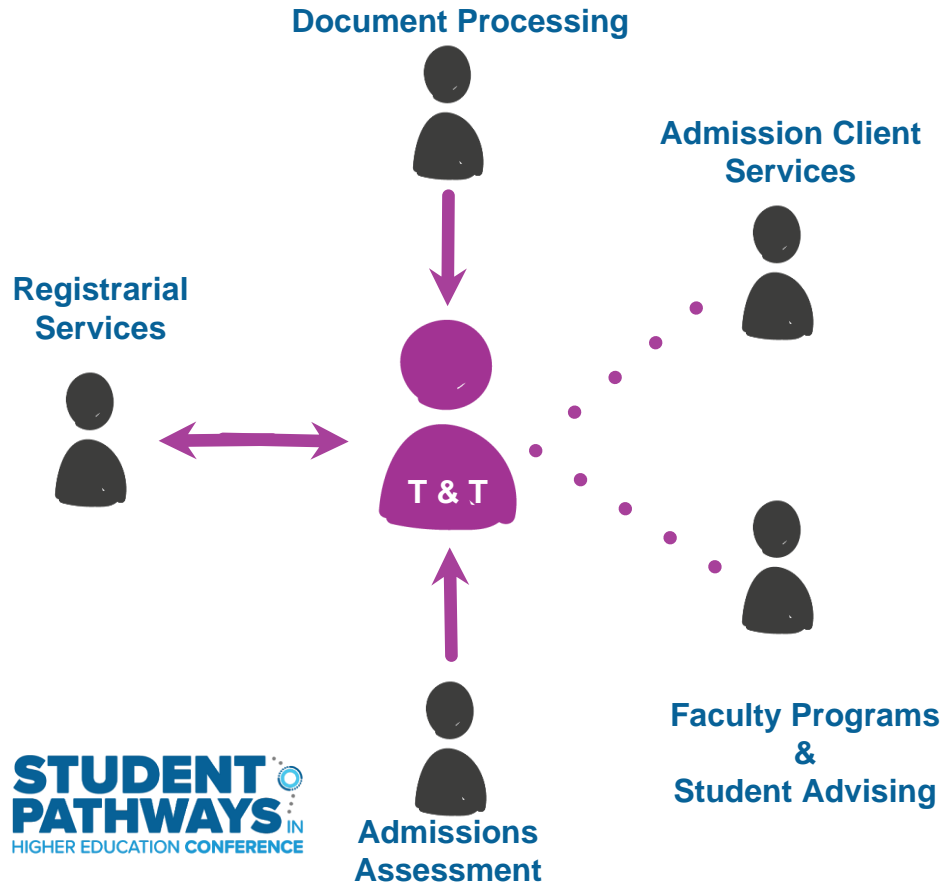 Document Processing
Admission Client
Services
Registrarial
Services
T & T
Faculty Programs
&
Student Advising
Admissions
Assessment
STUDENT
PATHWAYS IN
HIGHER EDUCATION CONFERENCE